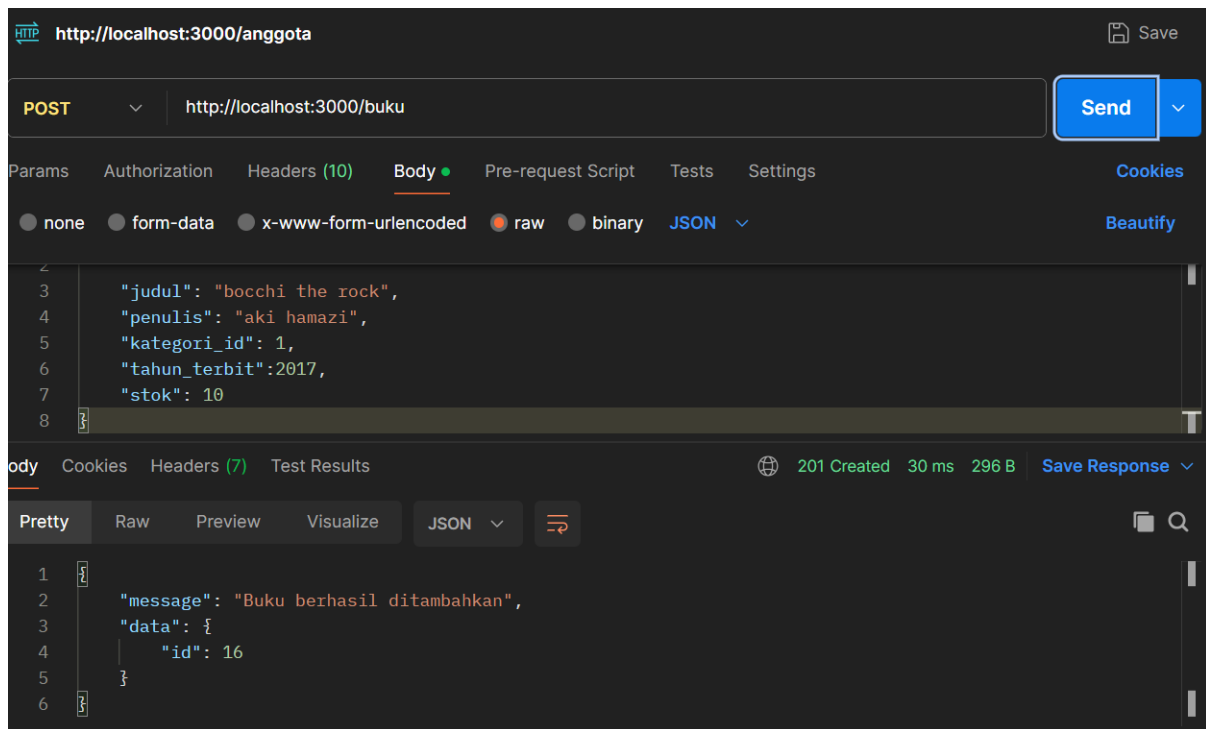 HTTP http://localhost:3000/anggota Save
POST http://localhost:3000/buku Send
Params Authorization Headers (10) Body Pre-request Script Tests Settings Cookies
none form-data x-www-form-urlencoded raw binary JSON Beautify
2
3 "judul": "bocchi the rock",
4 "penulis": "aki hamazi",
5 "kategori_id": 1,
6 "tahun_terbit":2017,
7 "stok": 10
8 }
ody Cookies Headers (7) Test Results 201 Created 30 ms 296 B Save Response
Pretty Raw Preview Visualize JSON
1 {
2 "message": "Buku berhasil ditambahkan",
3 "data": {
4 "id": 16
5 }
6 }